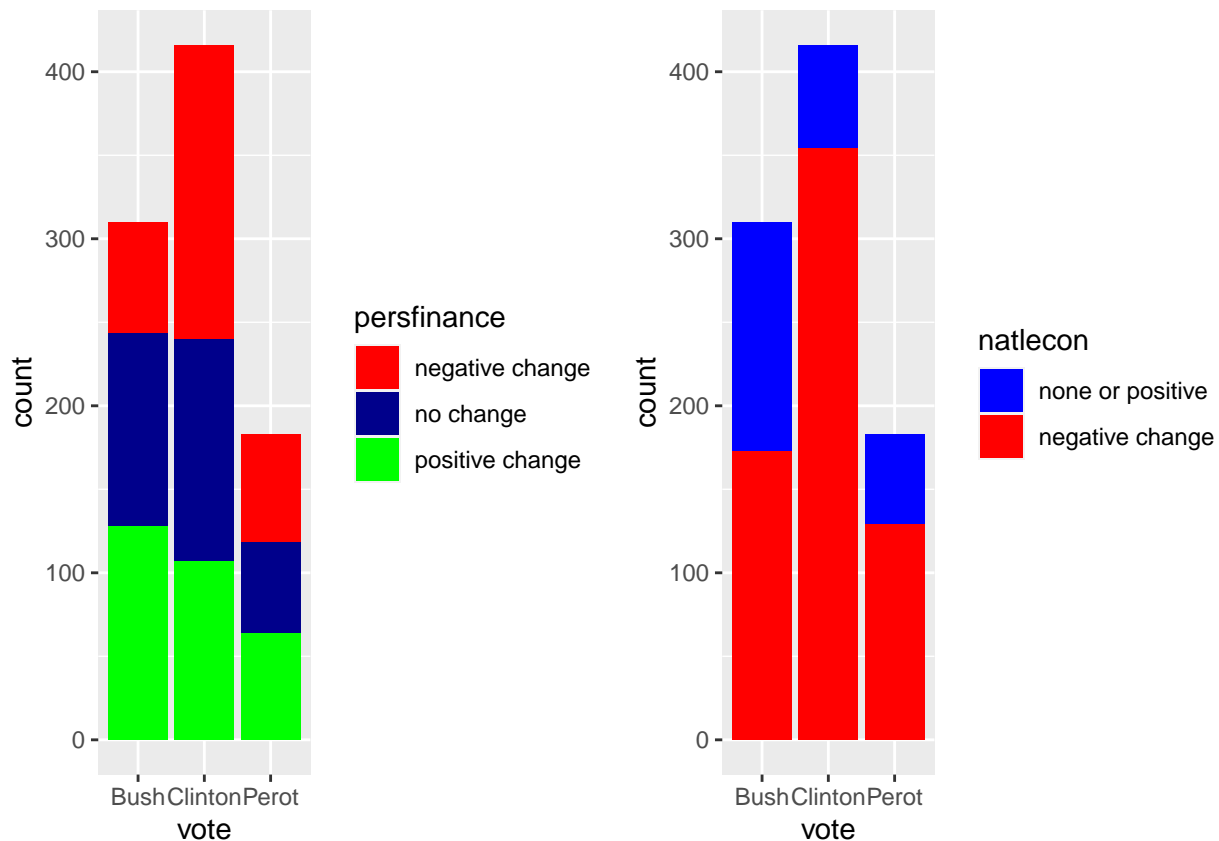 400
300
200
100
0
count
Bush Clinton Perot
vote
persfinance
negative change
no change
positive change
400
300
200
100
0
count
Bush Clinton Perot
vote
natlecon
none or positive
negative change